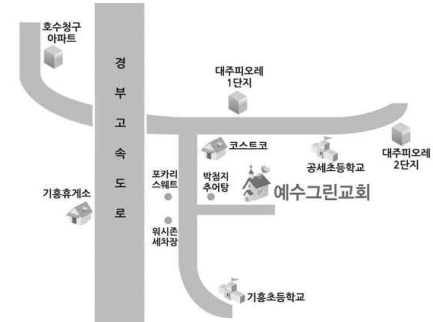 호수청구
아파트
경
부
고
속
도
로
대주피오레
1단지
코스트코
공세초등학교
대주피오레
2단지
포카리
스웨트
박첨지
추어탕
예수그린교회
기흥휴게소
워시존
세차장
기흥초등학교